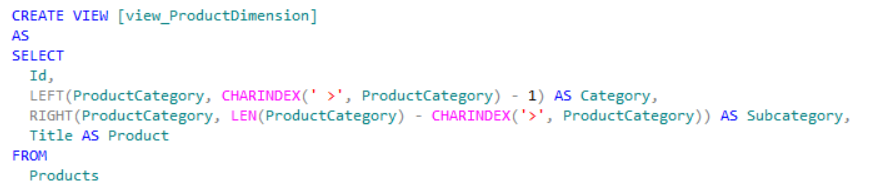 CREATE VIEW [view_ProductDimension]
AS
SELECT
  Id,
  LEFT(ProductCategory, CHARINDEX(' >', ProductCategory) - 1) AS Category,
  RIGHT(ProductCategory, LEN(ProductCategory) - CHARINDEX('>', ProductCategory)) AS Subcategory,
  Title AS Product
FROM
  Products